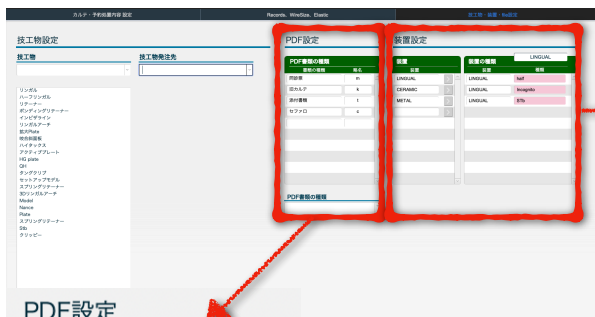 カルテ・予約処置内容 設定
Records, WireSize, Elastic
技工物・装置・file設定
技工物設定
技工物
技工物発注先
リンガル
ハーフリンガル
リテーナー
ボンディングリテーナー
インビザライン
リンガルアーチ
拡大Plate
咬合斜面板
バイタックス
アクティブプレート
HG plate
QH
タングクリブ
セットアップモデル
スプリングリテーナー
3Dリンガルアーチ
Model
Nance
Plate
スプリングリテーナー
Stb
クリッピー
PDF設定
PDF書類の種類
書類の種類 略名
問診票 m
旧カルテ k
添付書類 t
セファロ c
PDF書類の種類
装置設定
装置
装置
LINGUAL
CERAMIC
METAL
装置の種類 LINGUAL
装置 種類
LINGUAL half
LINGUAL Incognito
LINGUAL STb
PDF設定